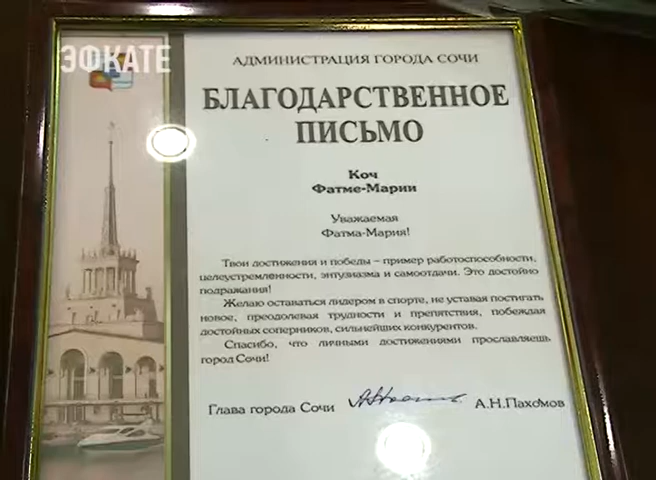 ЭФКАТЕ
АДМИНИСТРАЦИЯ ГОРОДА СОЧИ
БЛАГОДАРСТВЕННОЕ
ПИСЬМО
Коч
Фатме-Марии
Уважаемая
Фатма-Мария!
Твои достижения и победы – пример работоспособности,
целеустремленности, энтузиазма и самоотдачи. Это достойно
подражания!
Желаю оставаться лидером в спорте, не уставая постигать
новое, преодолевая трудности и препятствия, побеждая
достойных соперников, сильнейших конкурентов.
Спасибо, что личными достижениями прославляешь
город Сочи!
Глава города Сочи А.Н.Пахомов